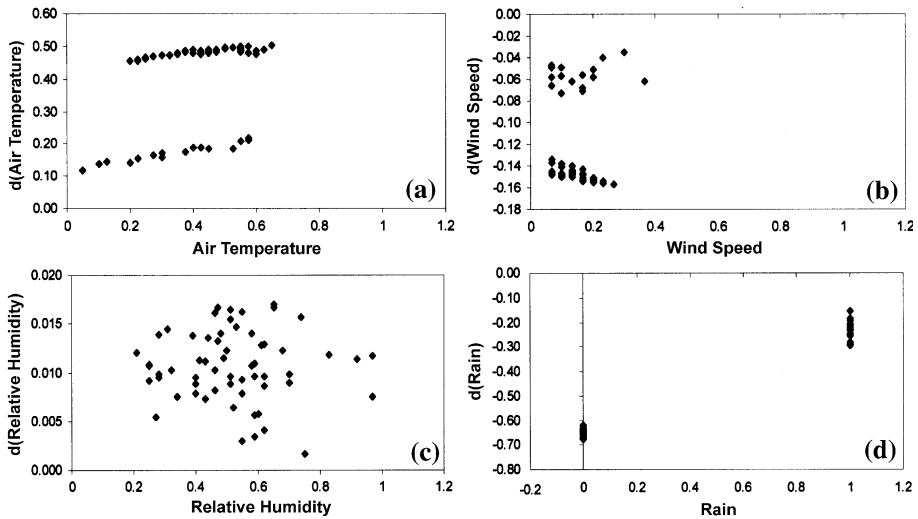 0.60
0.50
0.40
0.30
0.20
0.10
0.00
d(Air Temperature)
0 0.2 0.4 0.6 0.8 1 1.2
Air Temperature
(a)
0.00
-0.02
-0.04
-0.06
-0.08
-0.10
-0.12
-0.14
-0.16
-0.18
d(Wind Speed)
0 0.2 0.4 0.6 0.8 1 1.2
Wind Speed
(b)
0.020
0.015
0.010
0.005
0.000
d(Relative Humidity)
0 0.2 0.4 0.6 0.8 1 1.2
Relative Humidity
(c)
0.00
-0.10
-0.20
-0.30
-0.40
-0.50
-0.60
-0.70
-0.80
d(Rain)
-0.2 0 0.2 0.4 0.6 0.8 1 1.2
Rain
(d)